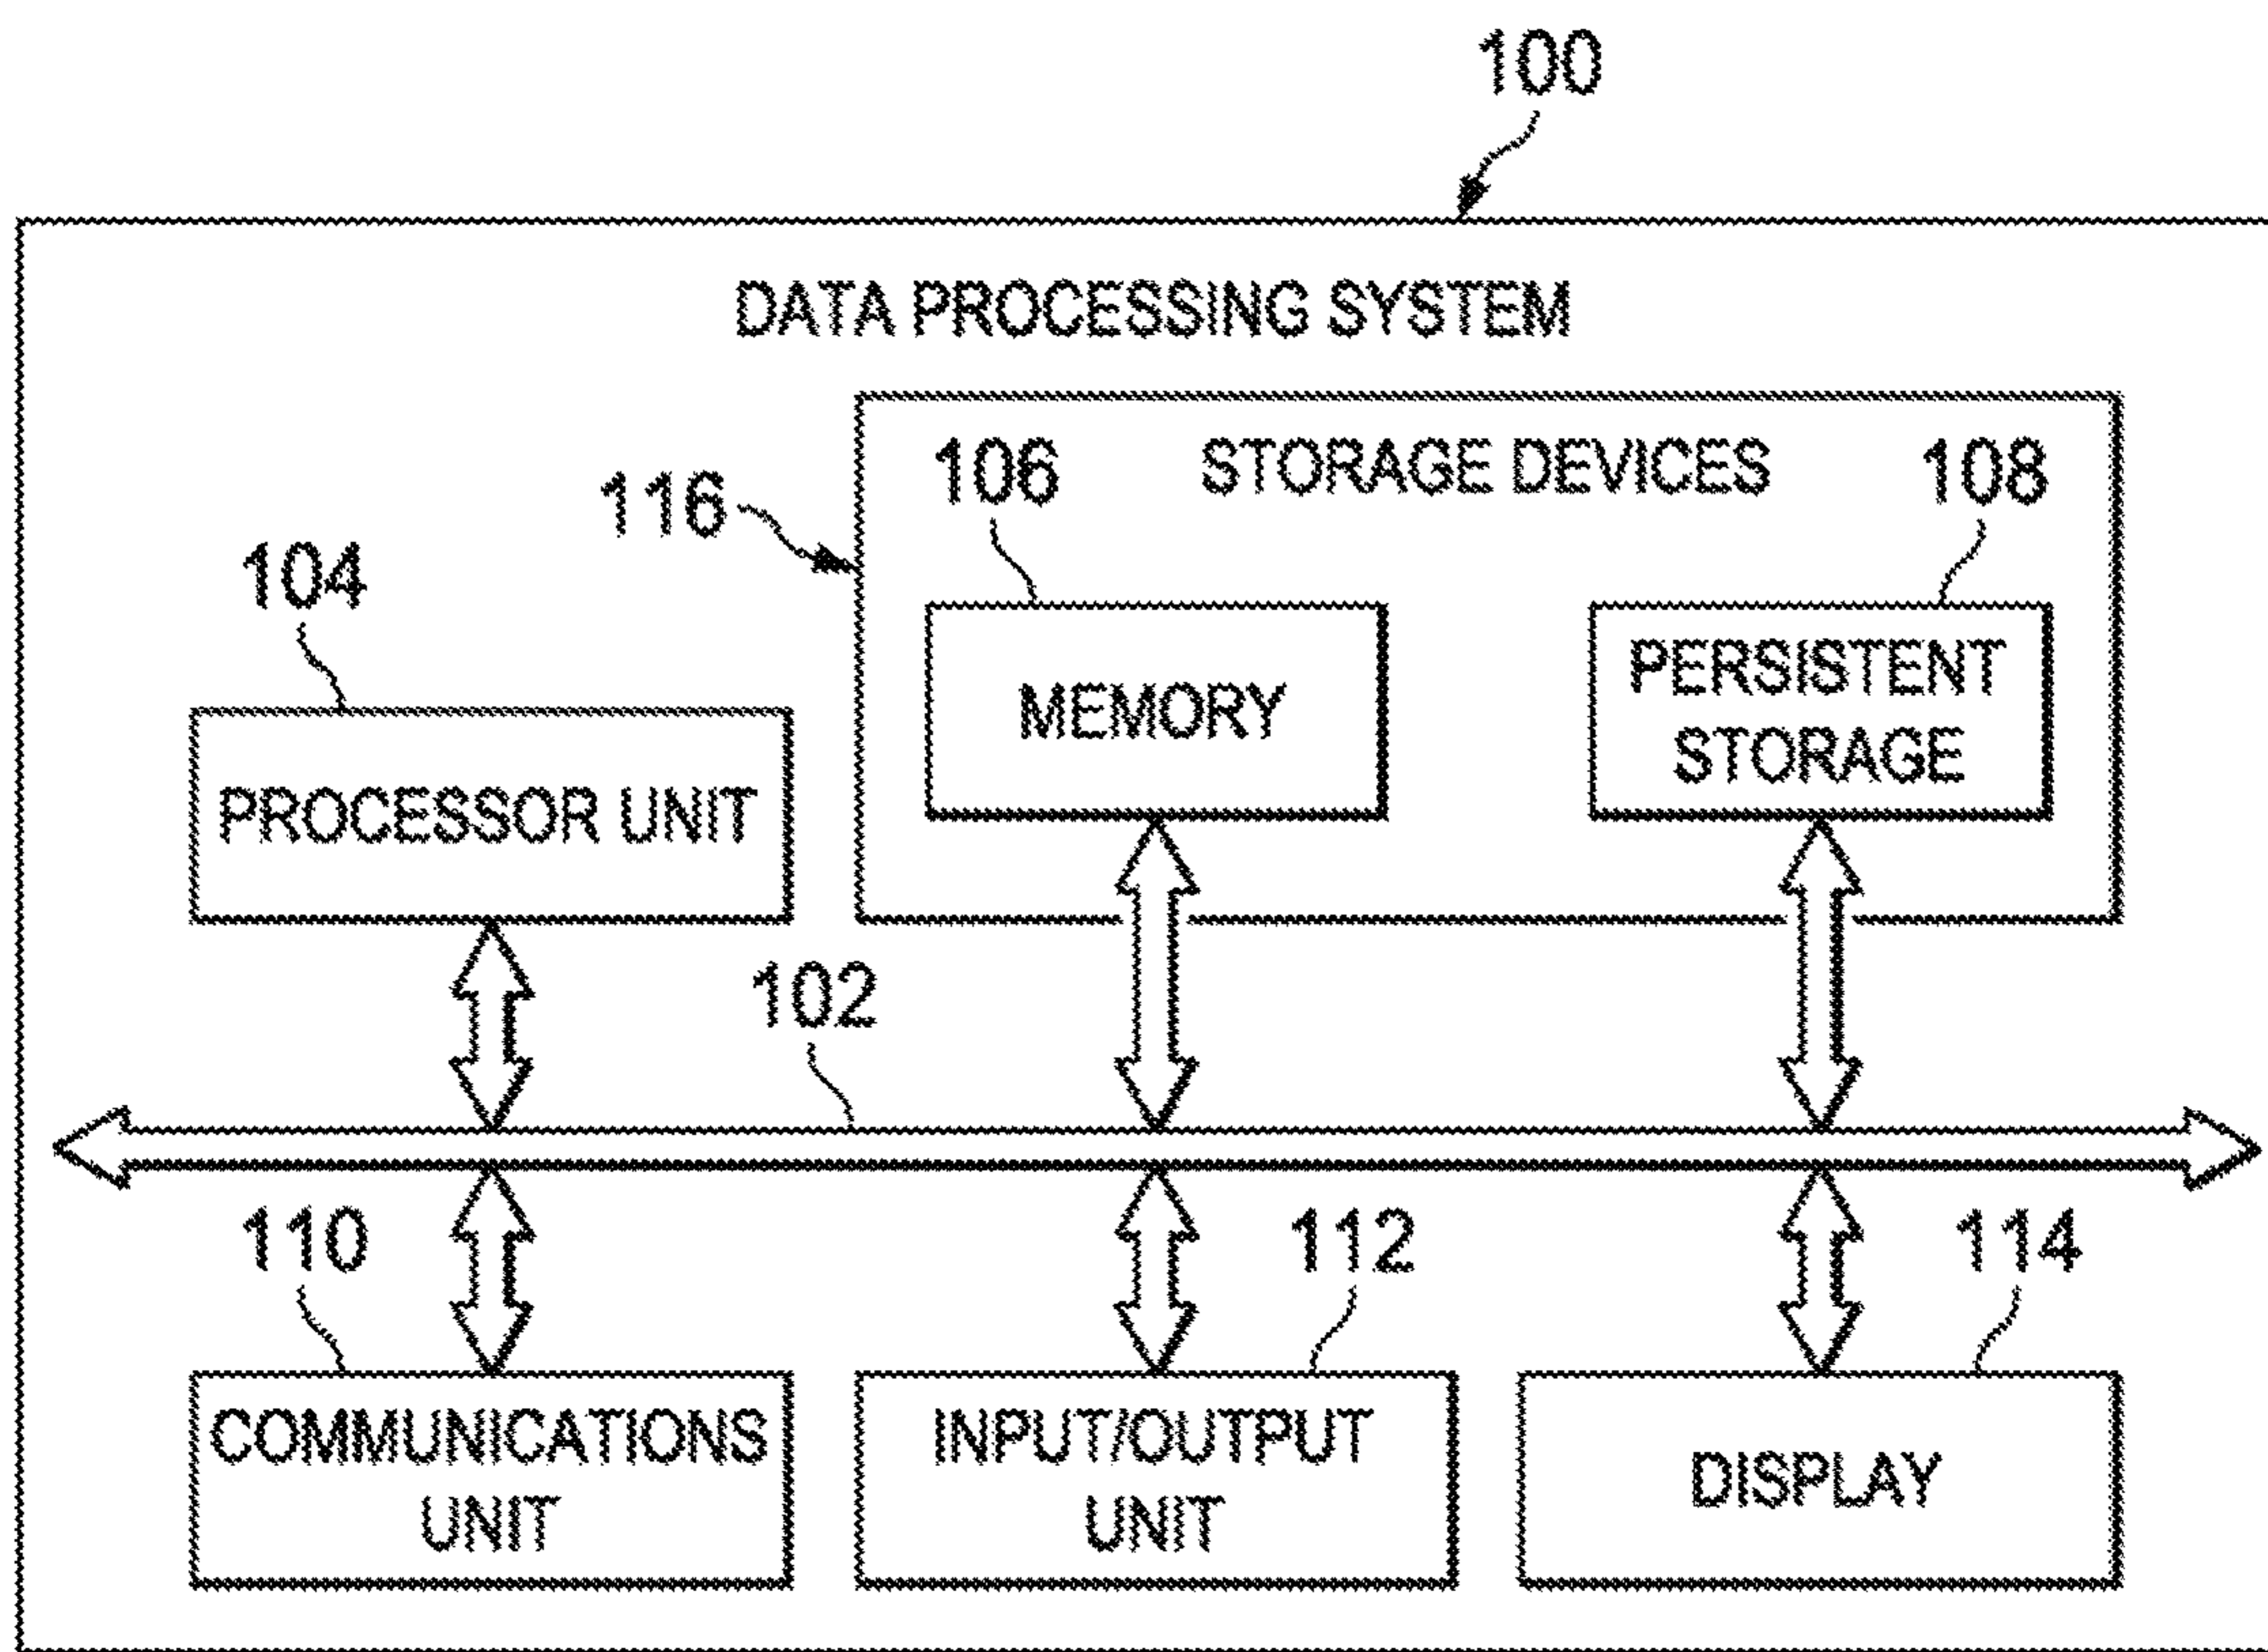 100
DATA PROCESSING SYSTEM
STORAGE DEVICES
106
108
116
104
MEMORY
PERSISTENT
STORAGE
PROCESSOR UNIT
102
110
112
114
COMMUNICATIONS
UNIT
INPUT/OUTPUT
UNIT
DISPLAY